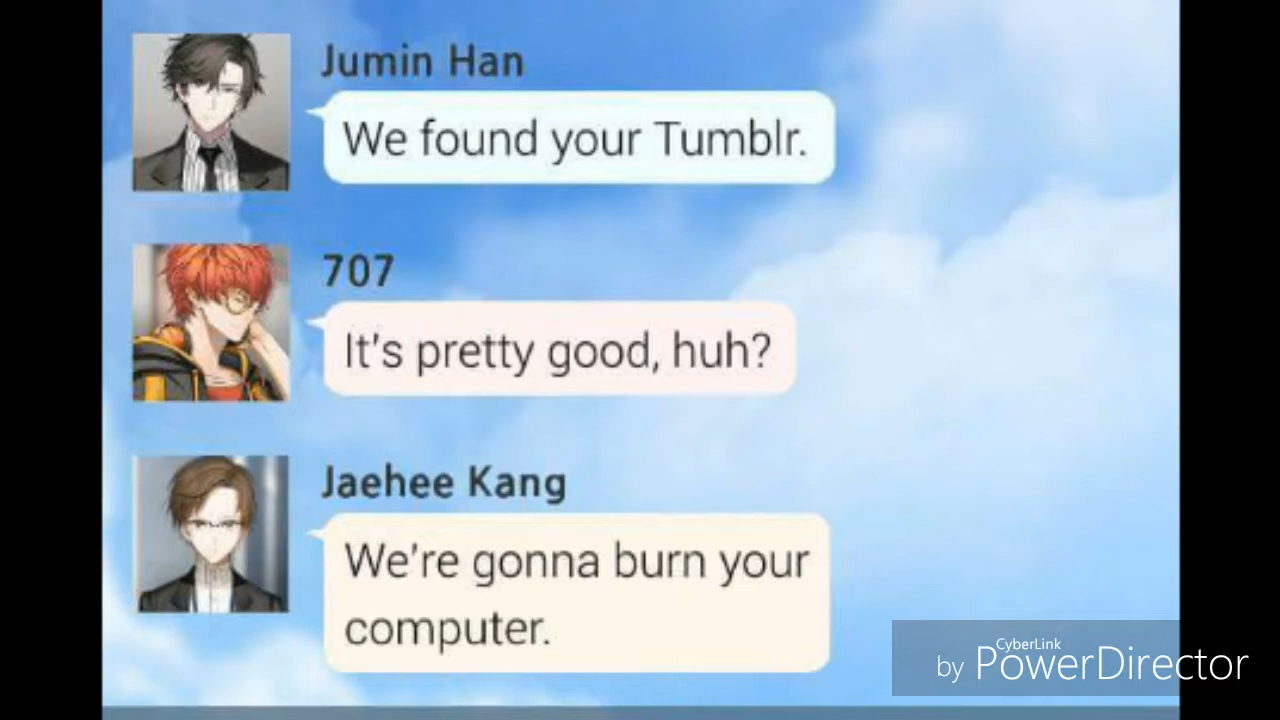 Jumin Han
We found your Tumblr.
707
It's pretty good, huh?
Jaehee Kang
We're gonna burn your
computer.
CyberLink
by PowerDirector